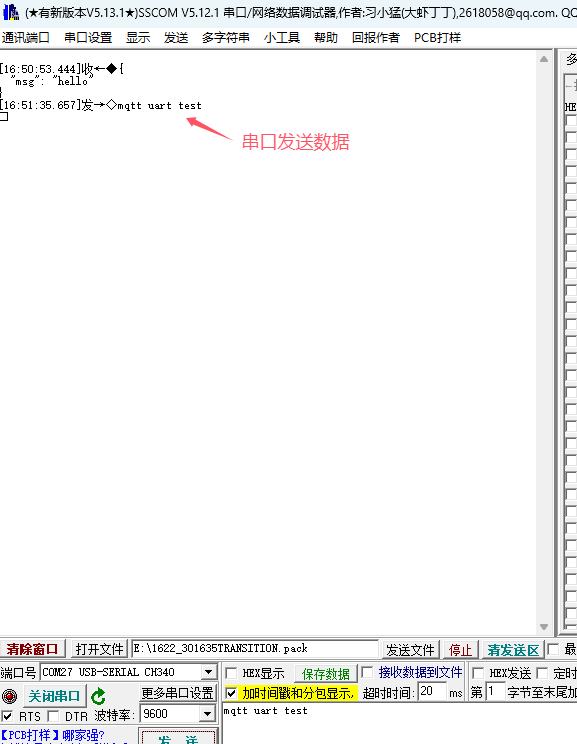 (★有新版本V5.13.1★)SSCOM V5.12.1 串口/网络数据调试器,作者:习小猛(大虾丁丁),2618058@qq.com. QQ
通讯端口 串口设置 显示 发送 多字符串 小工具 帮助 回报作者 PCB打样
[16:50:53.444]收←◆{
"msg": "hello"
}
[16:51:35.657]发→◇mqtt uart test
串口发送数据
HE
清除窗口 打开文件 E:\1622_301635TRANSITION.pack 发送文件 停止 清发送区 最
端口号 COM27 USB-SERIAL CH340 HEX显示 保存数据 接收数据到文件 HEX发送 定时
关闭串口 更多串口设置 加时间戳和分包显示, 超时时间: 20 ms 第 1 字节至末尾加
RTS DTR 波特率: 9600 mqtt uart test
【PCB打样】哪家强?
发 送